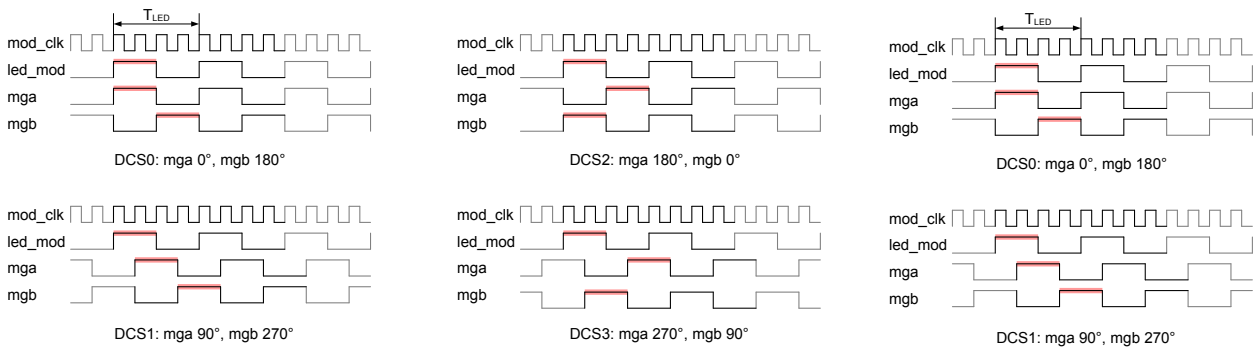 T_LED
mod_clk
led_mod
mga
mgb
DCS0: mga 0°, mgb 180°
mod_clk
led_mod
mga
mgb
DCS2: mga 180°, mgb 0°
T_LED
mod_clk
led_mod
mga
mgb
DCS0: mga 0°, mgb 180°
mod_clk
led_mod
mga
mgb
DCS1: mga 90°, mgb 270°
mod_clk
led_mod
mga
mgb
DCS3: mga 270°, mgb 90°
mod_clk
led_mod
mga
mgb
DCS1: mga 90°, mgb 270°